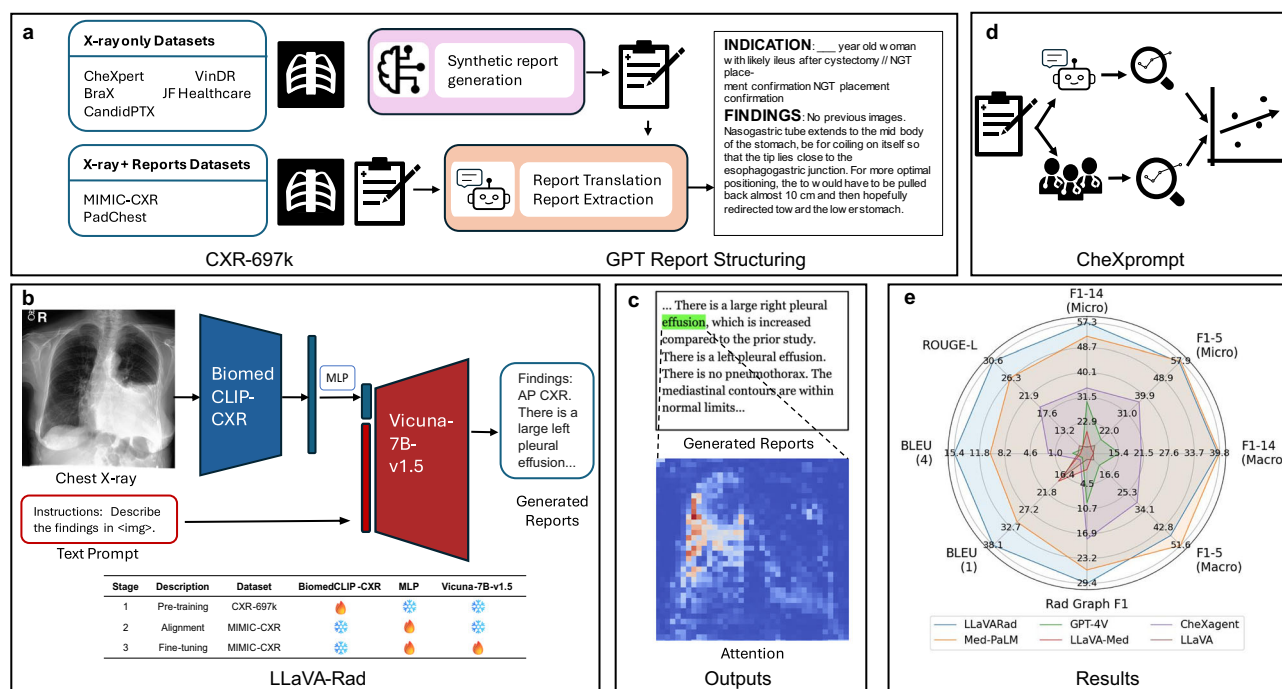 a
X-ray only Datasets
CheXpert VinDR
BraX JF Healthcare
CandidPTX
X-ray+ Reports Datasets
MIMIC-CXR
PadChest
Synthetic report
generation
Report Translation
Report Extraction
INDICATION: ___ year old woman
with likely ileus after cystectomy // NGT
place-
ment confirmation NGT placement
confirmation
FINDINGS: No previous images.
Nasogastric tube extends to the mid body
of the stomach, be for coiling on itself so
that the tip lies close to the
esophagogastric junction. For more optimal
positioning, the to would have to be pulled
back almost 10 cm and then hopefully
redirected tow ard the low er stomach.
CXR-697k
GPT Report Structuring
d
CheXprompt
b
R
Chest X-ray
Biomed
CLIP-
CXR
MLP
Vicuna-
7B-
v1.5
Findings:
AP CXR.
There is a
large left
pleural
effusion...
Generated
Reports
Instructions: Describe
the findings in <img>.
Text Prompt
Stage Description Dataset BiomedCLIP-CXR MLP Vicuna-7B-v1.5
1 Pre-training CXR-697k
2 Alignment MIMIC-CXR
3 Fine-tuning MIMIC-CXR
LLaVA-Rad
c
... There is a large right pleural
effusion, which is increased
compared to the prior study.
There is a left pleural effusion.
There is no pneumothorax. The
mediastinal contours are within
normal limits...
Generated Reports
Attention
Outputs
e
F1-14
(Micro)
57.3
48.7
40.1
31.5
22.9
F1-5
(Micro)
57.9
48.9
39.9
31.0
22.0
F1-14
(Macro)
39.8
33.7
27.6
21.5
15.4
F1-5
(Macro)
51.6
42.8
34.1
25.3
16.6
Rad Graph F1
29.4
23.2
16.9
10.7
4.5
BLEU
(1)
38.1
32.7
27.2
21.8
16.4
BLEU
(4)
15.4
11.8
8.2
4.6
1.0
ROUGE-L
30.6
26.3
21.9
17.6
13.2
LLaVARad GPT-4V CheXagent
Med-PaLM LLaVA-Med LLaVA
Results